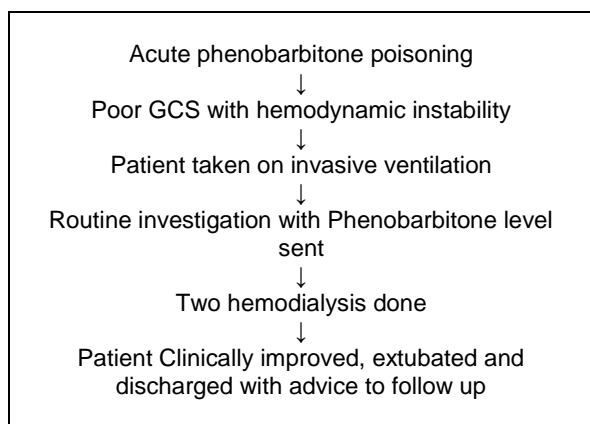 Acute phenobarbitone poisoning
↓
Poor GCS with hemodynamic instability
↓
Patient taken on invasive ventilation
↓
Routine investigation with Phenobarbitone level
sent
↓
Two hemodialysis done
↓
Patient Clinically improved, extubated and
discharged with advice to follow up